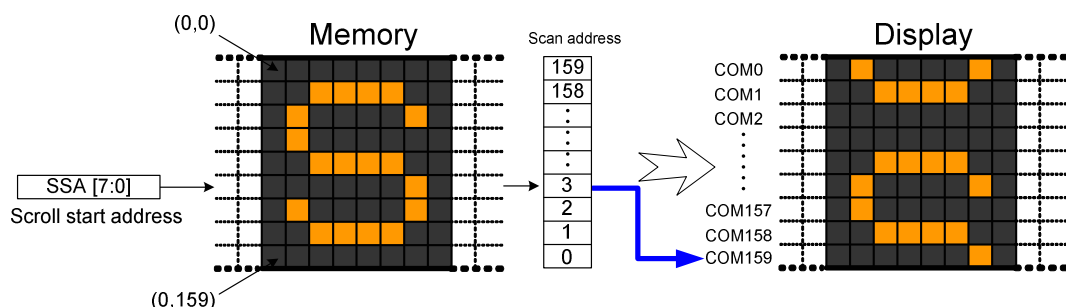 (0,0)
Memory
Scan address
Display
159
158
3
2
1
0
COM0
COM1
COM2
COM157
COM158
COM159
SSA [7:0]
Scroll start address
(0,159)